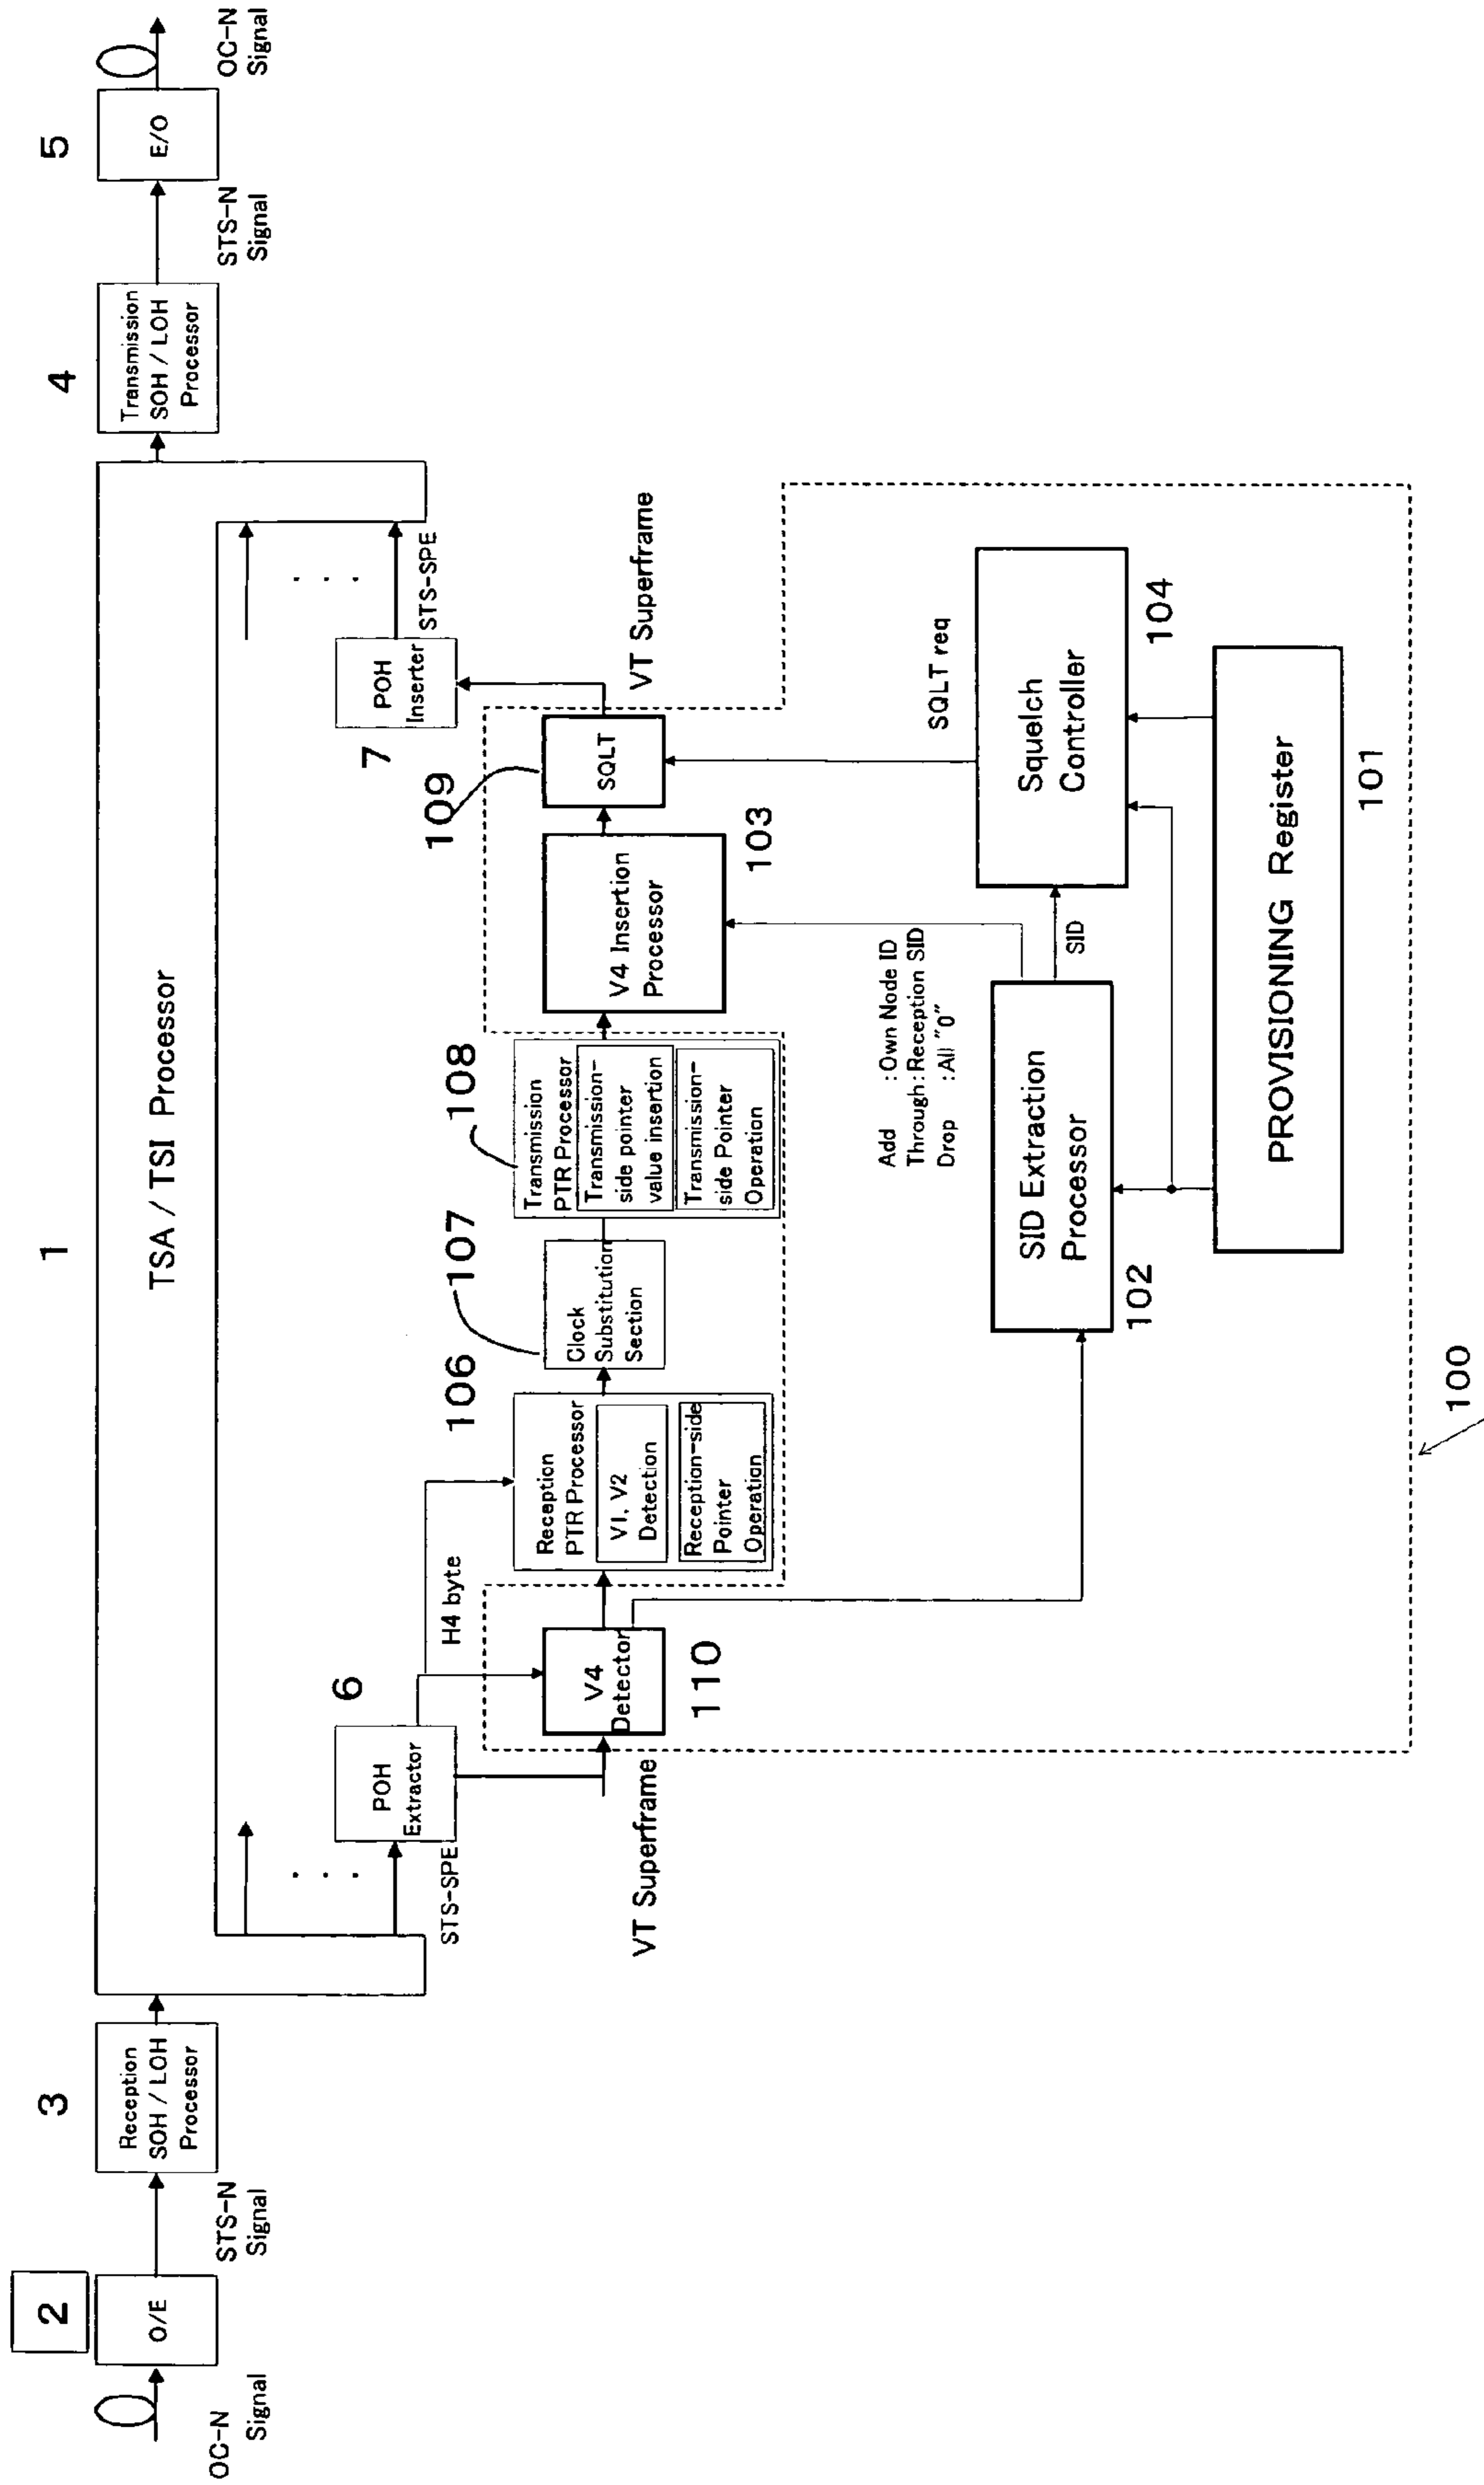 1
TSA / TSI Processor
2
O/E
OC-N
Signal
STS-N
Signal
3
Reception
SOH / LOH
Processor
4
Transmission
SOH / LOH
Processor
STS-N
Signal
5
E/O
OC-N
Signal
STS-SPE
. . .
6
POH
Extractor
H4 byte
VT Superframe
V4
Detector
110
106
Reception
PTR Processor
V1, V2
Detection
Reception-side
Pointer
Operation
107
Clock
Substitution
Section
108
Transmission
PTR Processor
Transmission-
side pointer
value insertion
Transmission-
side Pointer
Operation
V4 Insertion
Processor
103
109
SQLT
VT Superframe
7
POH
Inserter
STS-SPE
. . .
SQLT req
Add :Own Node ID
Through:Reception SID
Drop :All "0"
SID Extraction
Processor
102
SID
Squelch
Controller
104
PROVISIONING Register
101
100